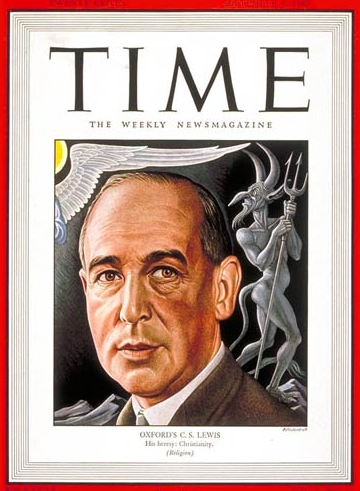 TIME
THE WEEKLY NEWSMAGAZINE
OXFORD'S C. S. LEWIS
His heresy: Christianity.
(Religion)